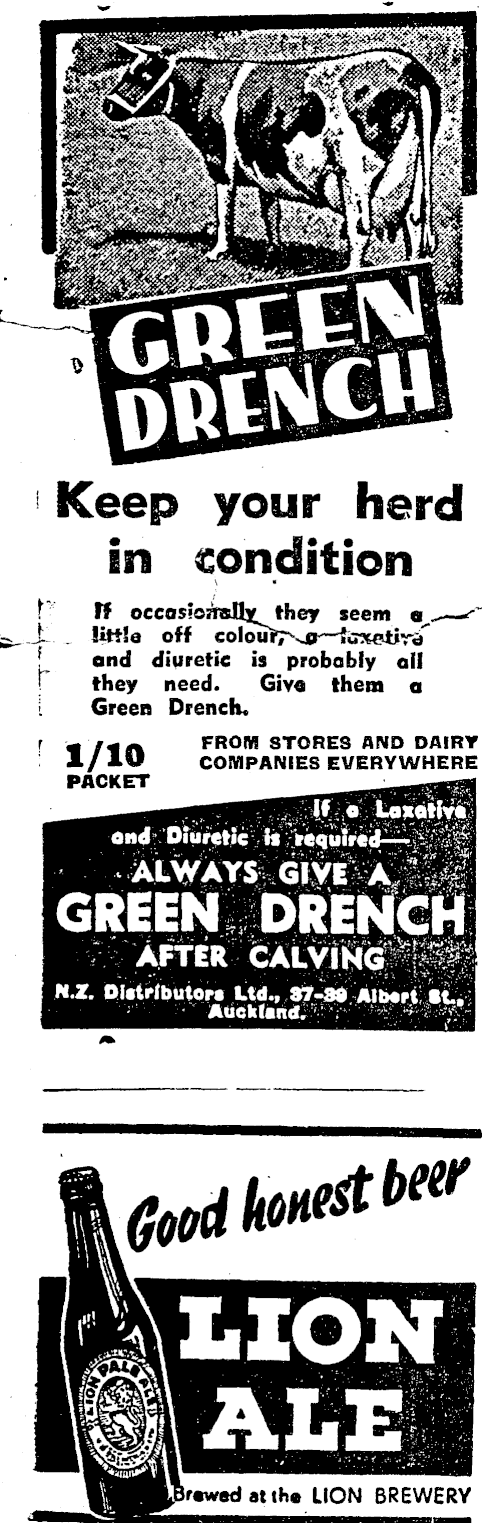 GREEN
DRENCH
Keep your herd
in condition
If occasionally they seem a
little off colour, a laxative
and diuretic is probably all
they need. Give them a
Green Drench.
1/10
PACKET
FROM STORES AND DAIRY
COMPANIES EVERYWHERE
If a Laxative
and Diuretic is required—
ALWAYS GIVE A
GREEN DRENCH
AFTER CALVING
N.Z. Distributors Ltd., 37-39 Albert St.,
Auckland.
Good honest beer
LION
ALE
LION PALE ALE
Brewed at the LION BREWERY